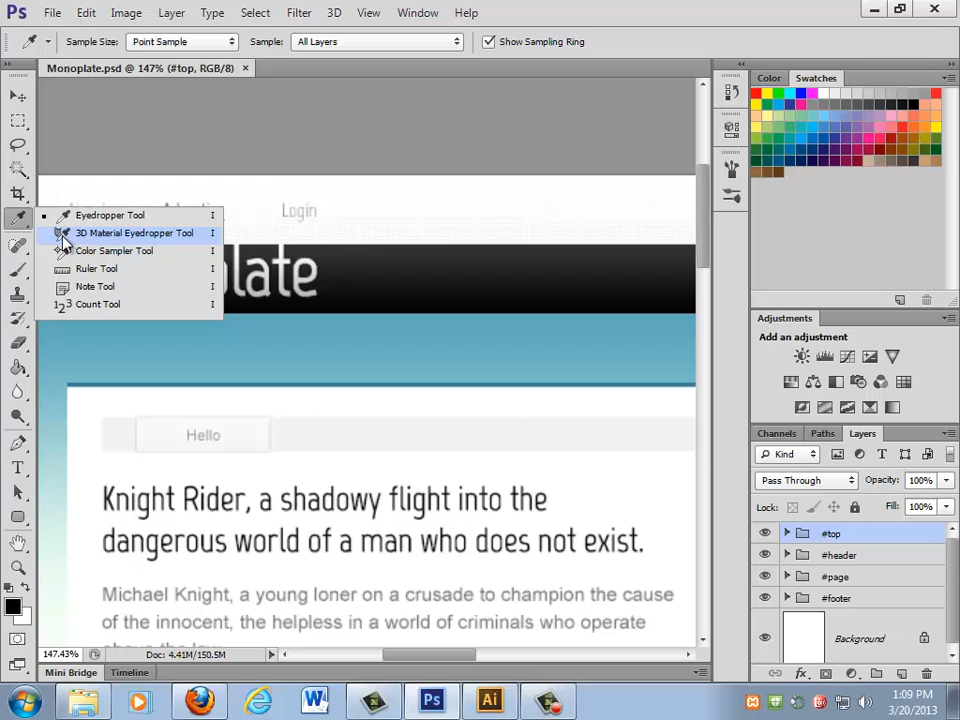 Ps File Edit Image Layer Type Select Filter 3D View Window Help
Sample Size: Point Sample Sample: All Layers Show Sampling Ring
Monoplate.psd @ 147% (#top, RGB/8) ×
Color Swatches
Login
Eyedropper Tool I
3D Material Eyedropper Tool I
Color Sampler Tool I
Ruler Tool I
Note Tool I
123 Count Tool I
late
Adjustments
Add an adjustment
Hello
Channels Paths Layers
Kind
Pass Through Opacity: 100%
Lock: Fill: 100%
Knight Rider, a shadowy flight into the
dangerous world of a man who does not exist.
#top
#header
#page
#footer
Background
Michael Knight, a young loner on a crusade to champion the cause
of the innocent, the helpless in a world of criminals who operate
147.43% Doc: 4.41M/150.5M
Mini Bridge Timeline
W Ps Ai
1:09 PM
3/20/2013